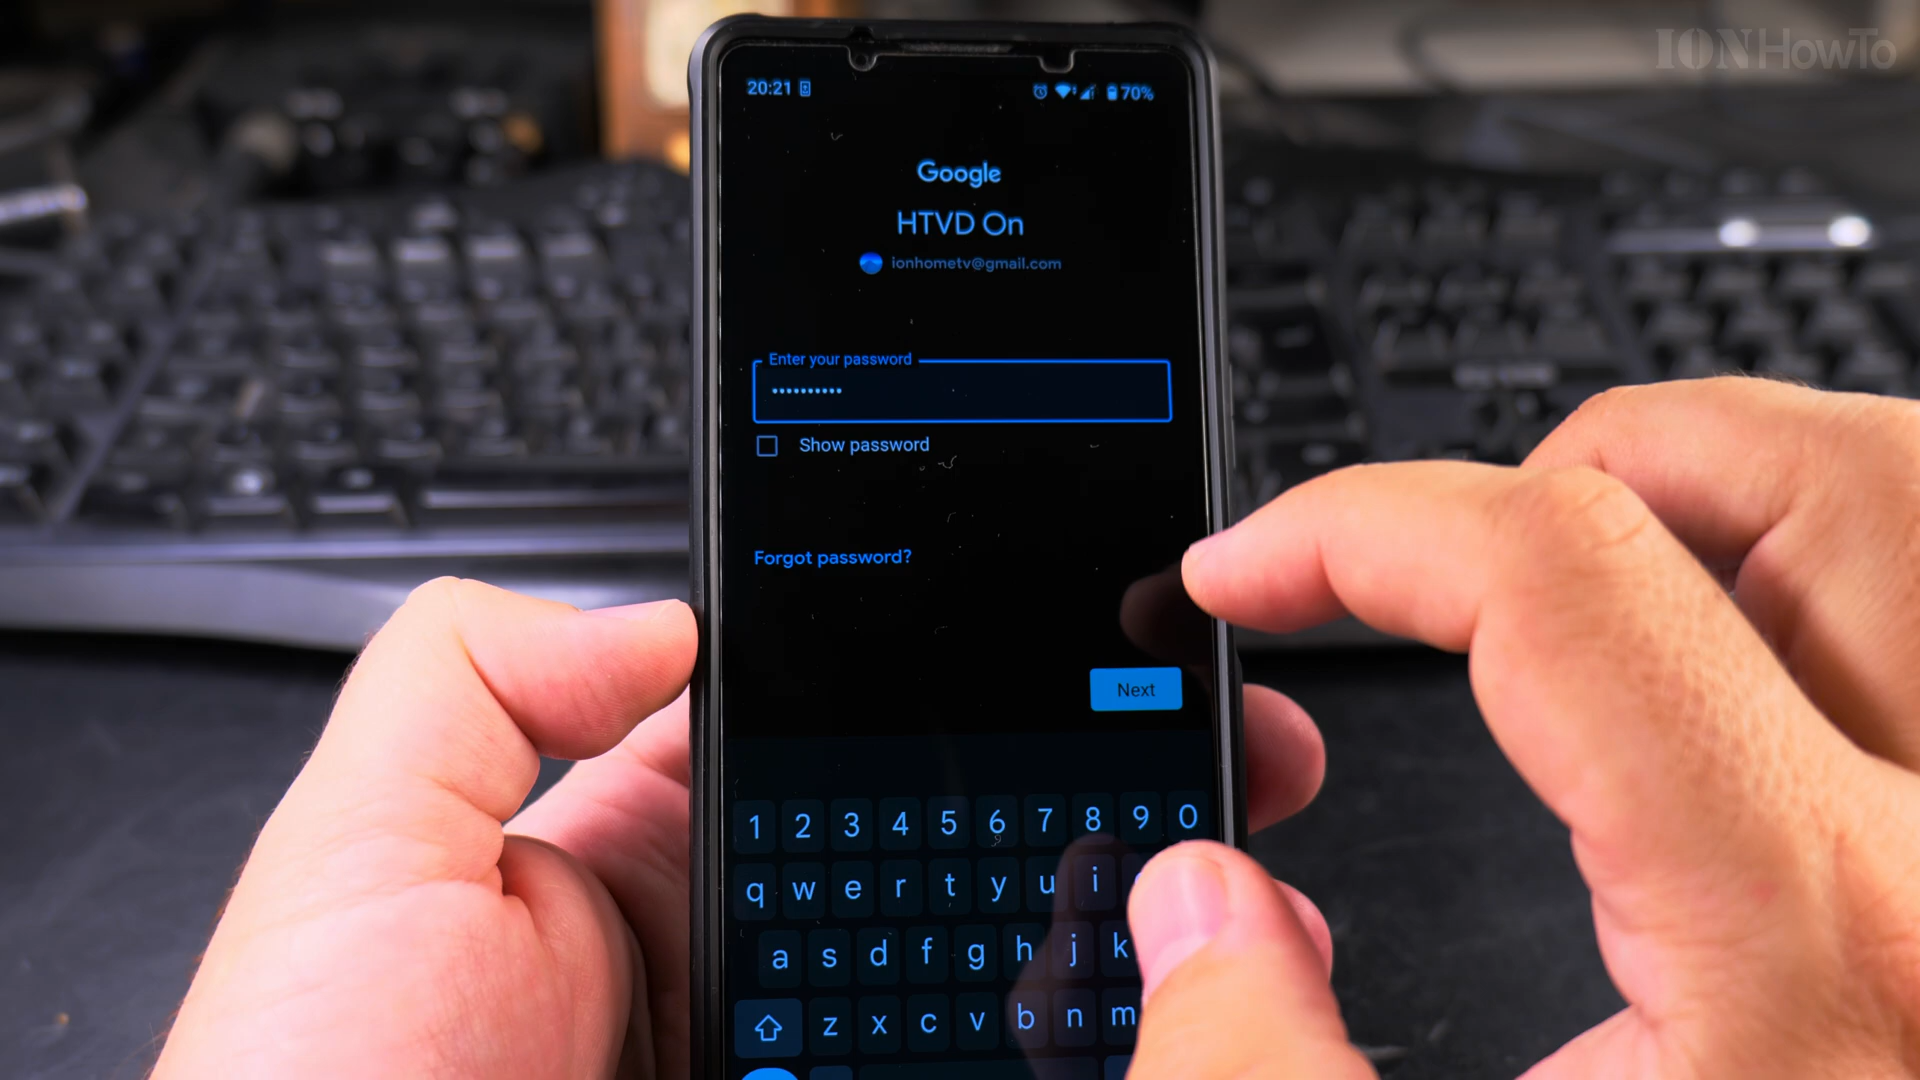 IONHowTo
20:21
70%
Google
HTVD On
ionhometv@gmail.com
Enter your password
••••••••••
Show password
Forgot password?
Next
1 2 3 4 5 6 7 8 9 0
q w e r t y u i
a s d f g h j k
z x c v b n m